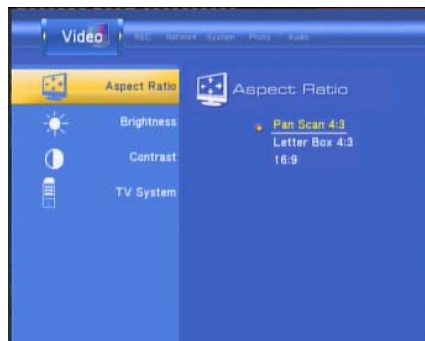 Video REC Network System Photo Audio
Aspect Ratio
Brightness
Contrast
TV System
Aspect Ratio
Pan Scan 4:3
Letter Box 4:3
16:9